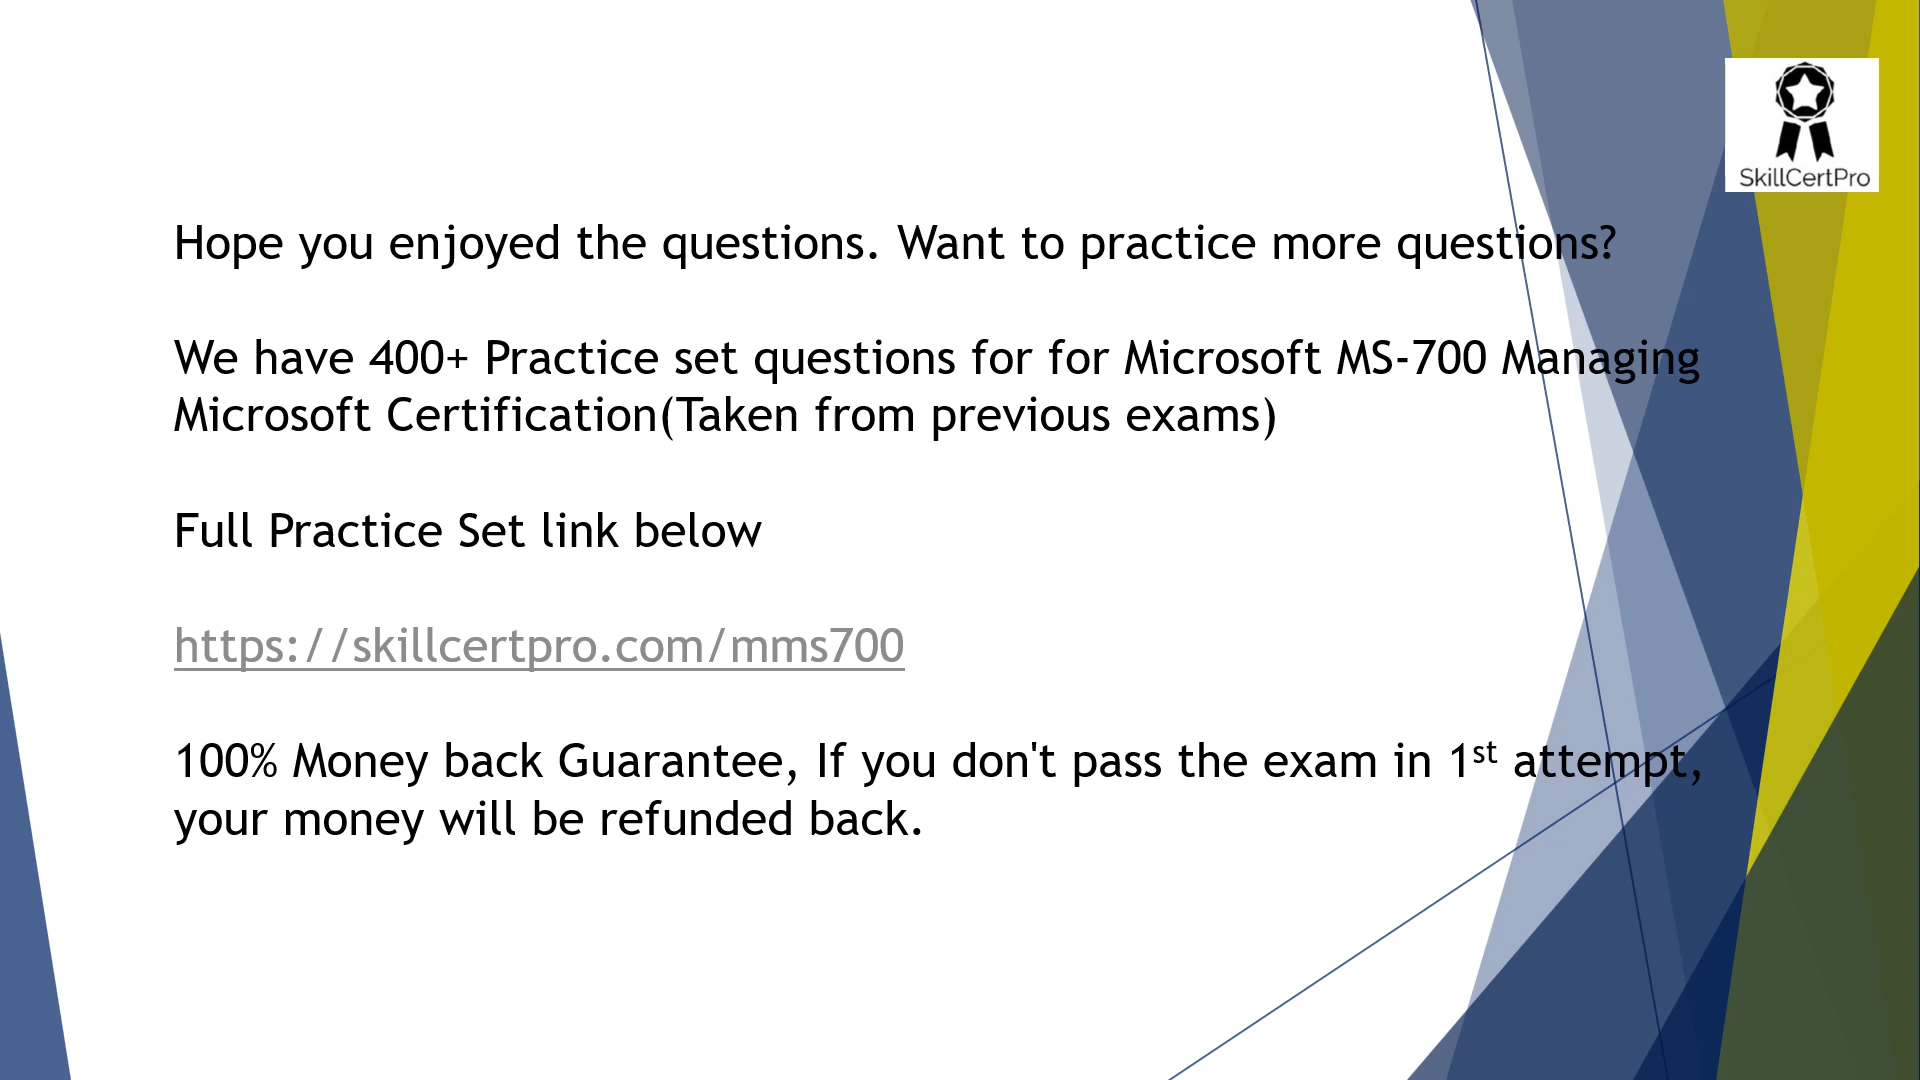 SkillCertPro
Hope you enjoyed the questions. Want to practice more questions?
We have 400+ Practice set questions for for Microsoft MS-700 Managing
Microsoft Certification(Taken from previous exams)
Full Practice Set link below
https://skillcertpro.com/mms700
100% Money back Guarantee, If you don't pass the exam in 1st attempt,
your money will be refunded back.